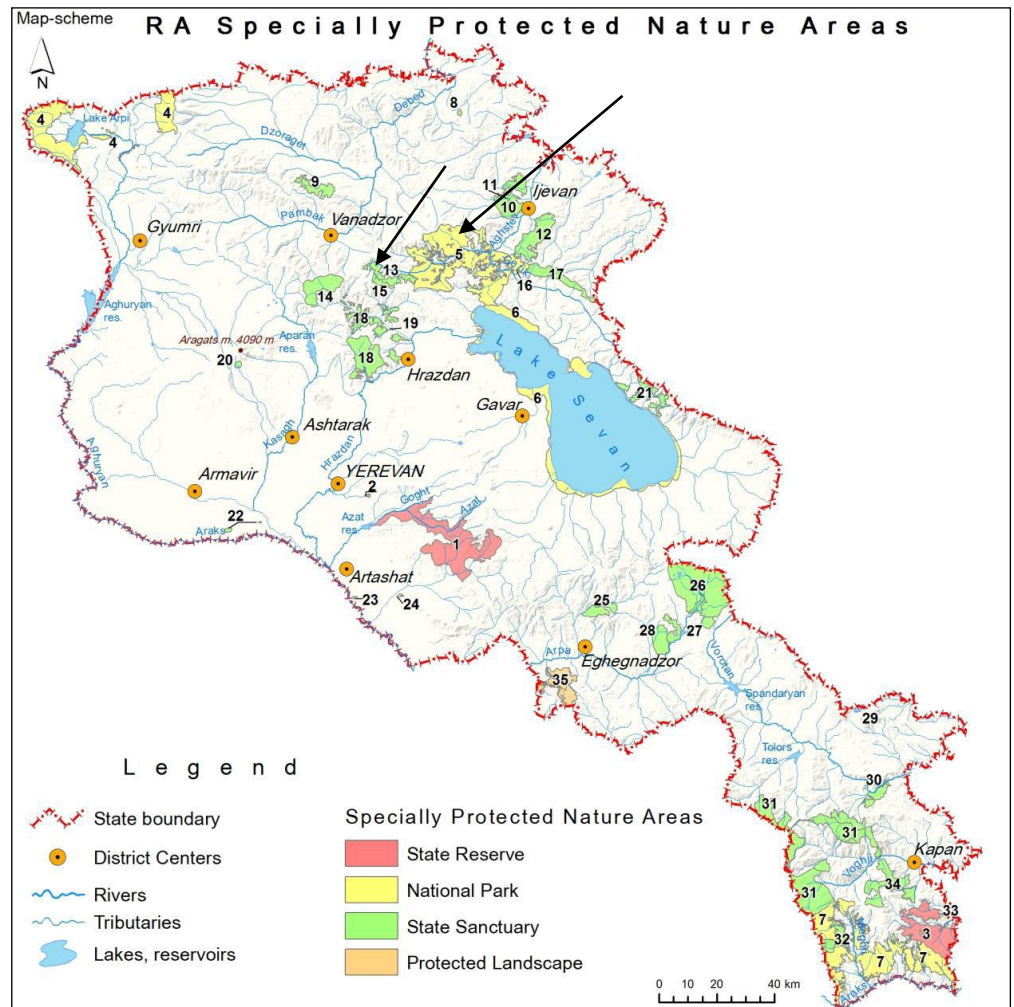 Map-scheme
RA Specially Protected Nature Areas
N
8
Debed
4
4
Lake Arpi
4
Dzoraget
9
11
Ijevan
10
Pambak
Vanadzor
Aghstev
12
Gyumri
5
13
17
14
15
16
6
Aghuryan
res.
18
19
Aragats m. 4090 m
Aparan
res.
20
18
Hrazdan
Lake Sevan
6
21
Gavar
Kasagh
Ashtarak
Hrazdan
Aghuryan
Armavir
YEREVAN
2
Goght
Azat
Azat
res.
22
Araks
1
Artashat
23
24
26
25
28
27
Arpa
Eghegnadzor
Vorotan
35
Spandaryan
res.
29
Tolors
res.
30
31
31
Kapan
Voghji
34
31
33
7
32
3
7
7
Araks
Legend
State boundary
District Centers
Rivers
Tributaries
Lakes, reservoirs
Specially Protected Nature Areas
State Reserve
National Park
State Sanctuary
Protected Landscape
0 10 20 40 km